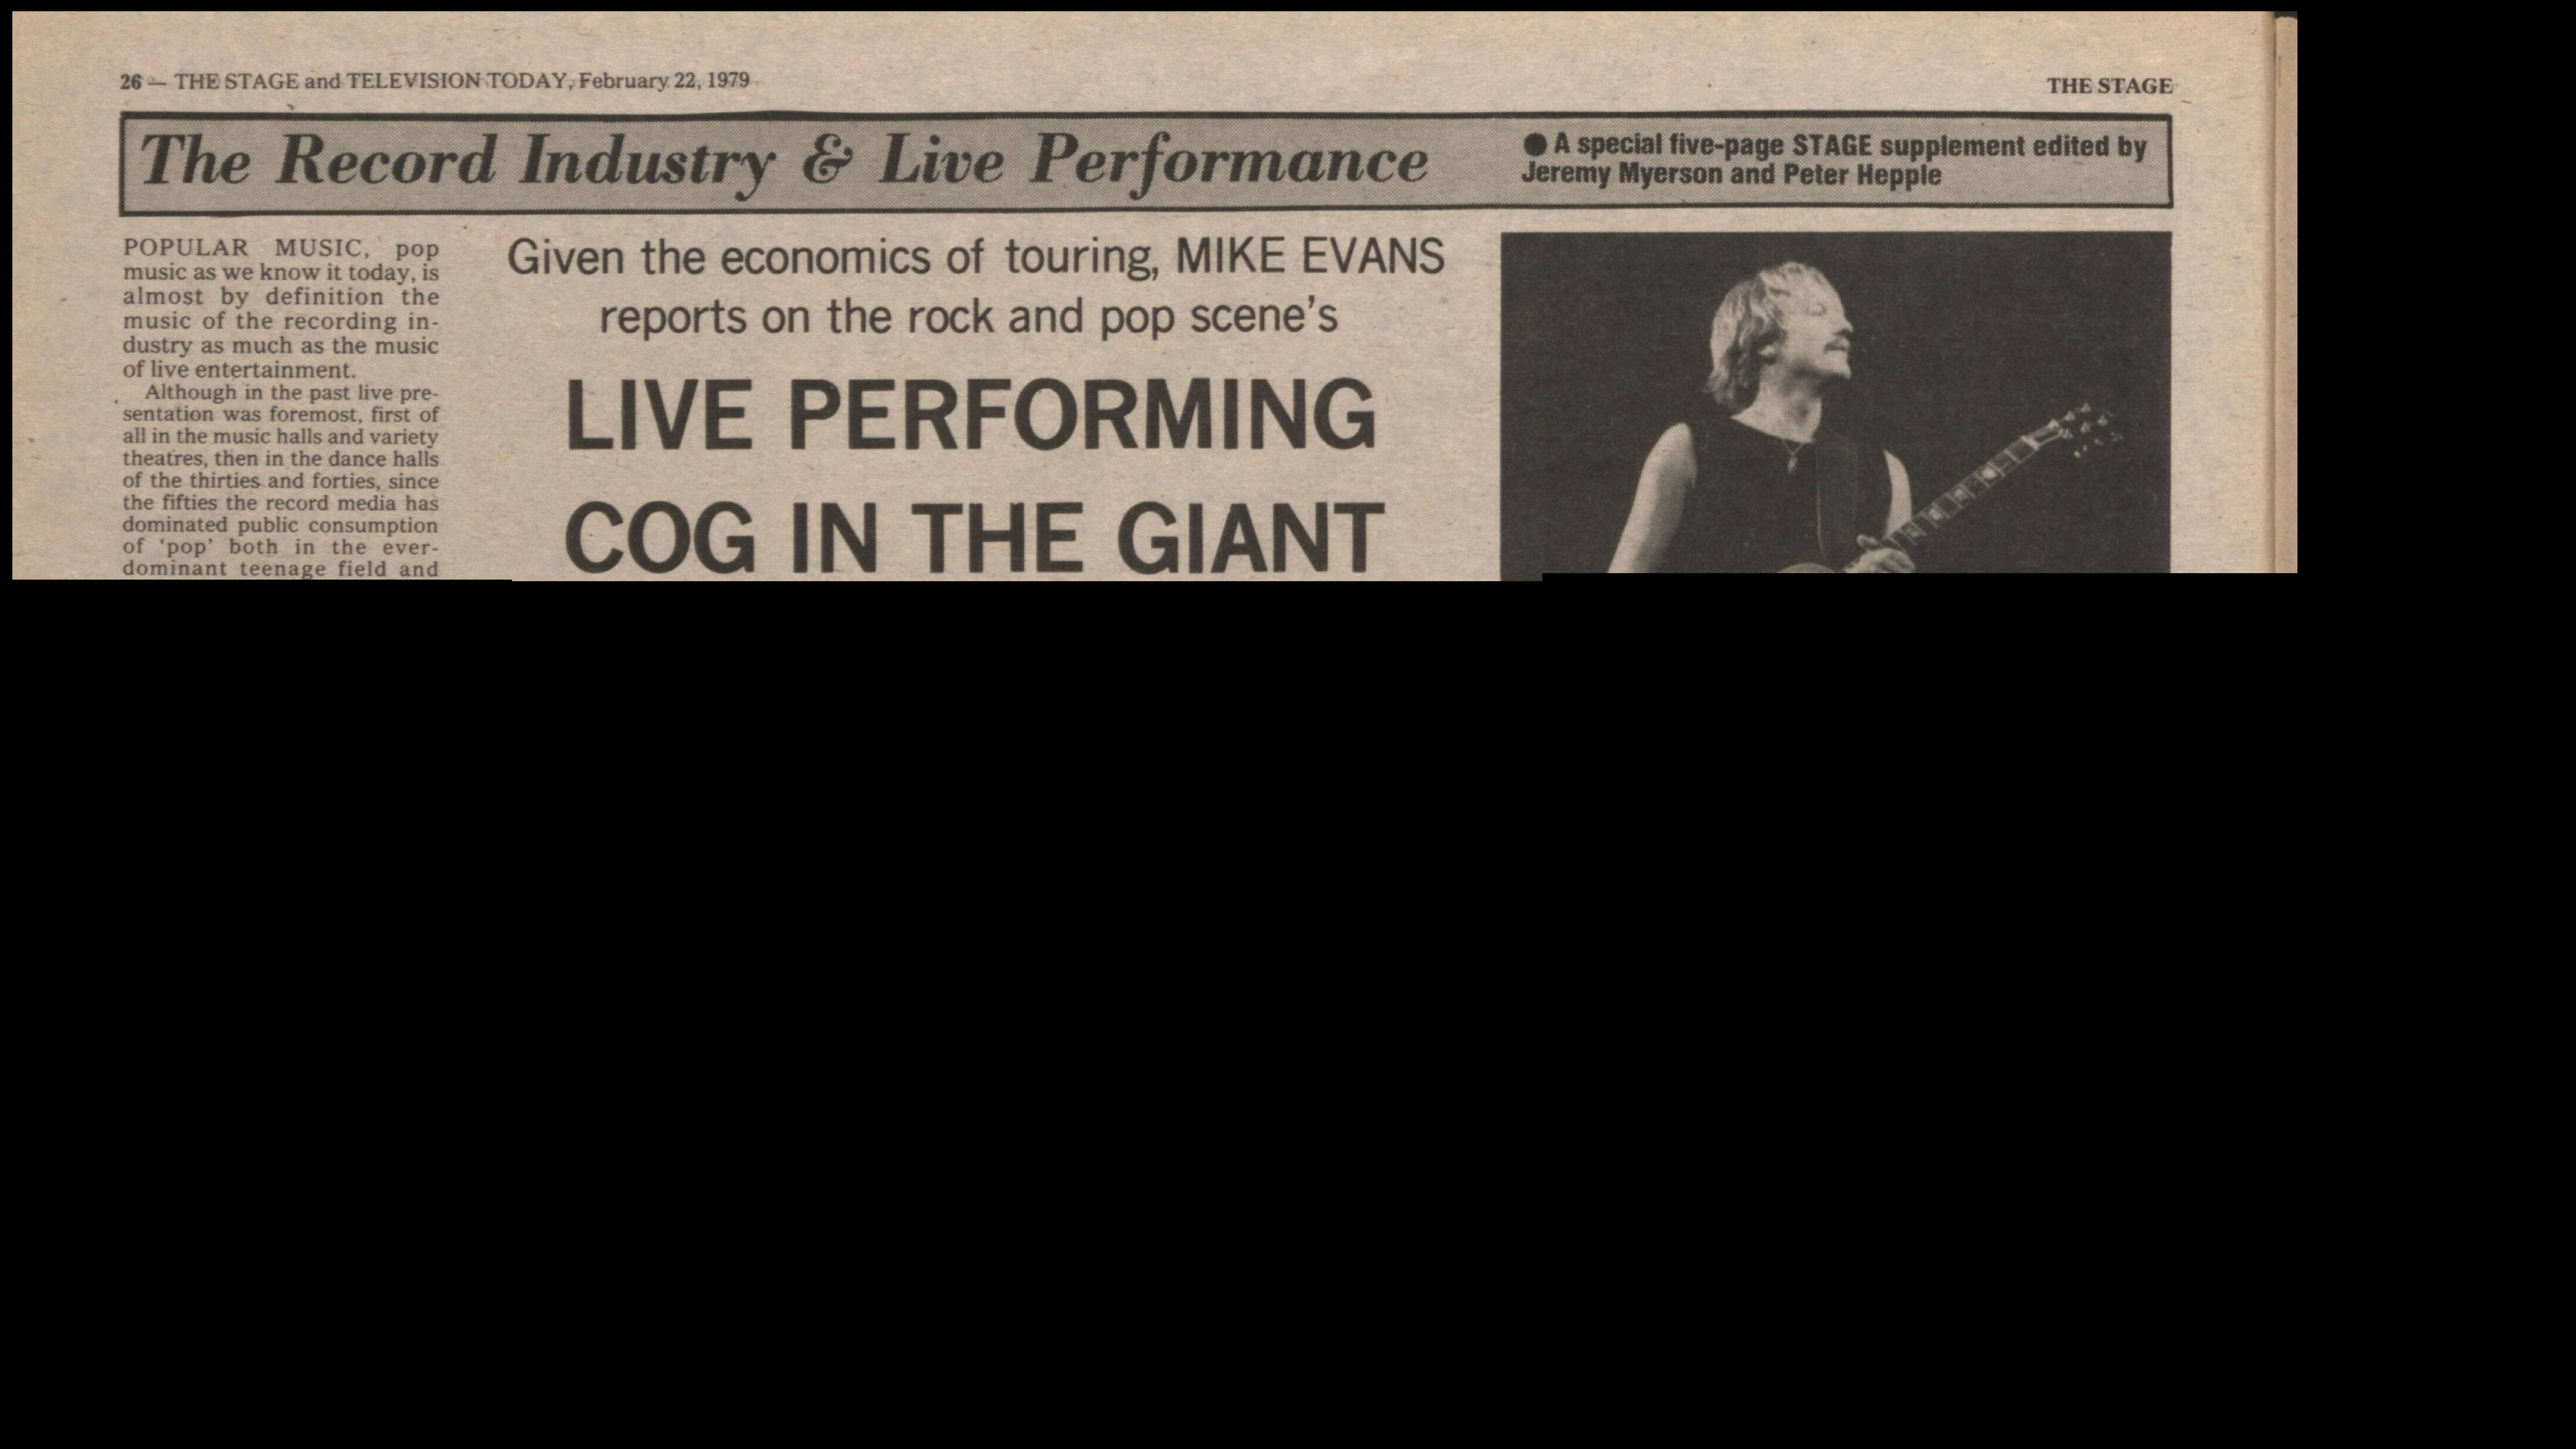 26 — THE STAGE and TELEVISION TODAY, February 22, 1979
THE STAGE
The Record Industry & Live Performance
● A special five-page STAGE supplement edited by
Jeremy Myerson and Peter Hepple
POPULAR MUSIC, pop
music as we know it today, is
almost by definition the
music of the recording in-
dustry as much as the music
of live entertainment.
Although in the past live pre-
sentation was foremost, first of
all in the music halls and variety
theatres, then in the dance halls
of the thirties and forties, since
the fifties the record media has
dominated public consumption
of ‘pop’ both in the ever-
dominant teenage field and
Given the economics of touring, MIKE EVANS
reports on the rock and pop scene's
LIVE PERFORMING
COG IN THE GIANT